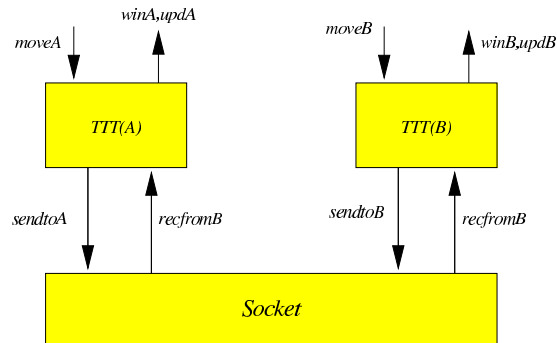 winA,updA
moveA
moveB
winB,updB
TTT(A)
TTT(B)
sendtoA
recfromB
sendtoB
recfromB
Socket